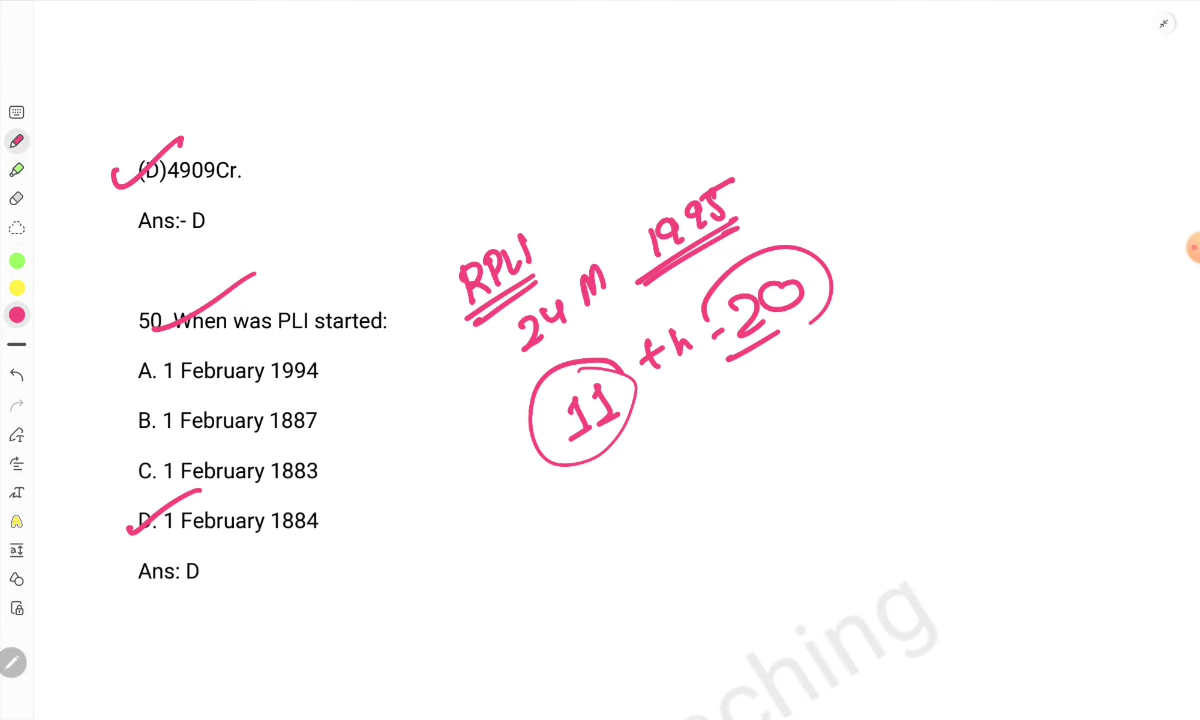 (D)4909Cr.
Ans:- D
50. When was PLI started:
A. 1 February 1994
B. 1 February 1887
C. 1 February 1883
D. 1 February 1884
Ans: D
RPLI
24 M 1995
11 th -20